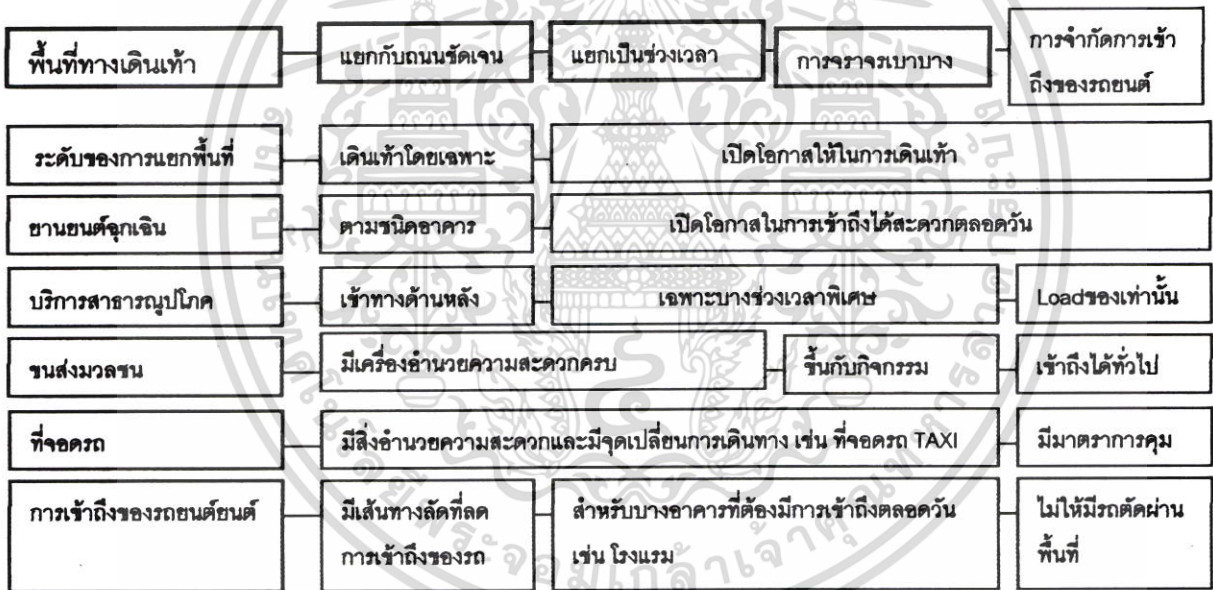 พื้นที่ทางเดินเท้า
แยกกับถนนชัดเจน
แยกเป็นช่วงเวลา
การจราจรเบาบาง
การจำกัดการเข้า
ถึงของรถยนต์
ระดับของการแยกพื้นที่
เดินเท้าโดยเฉพาะ
เปิดโอกาสให้ในการเดินเท้า
ยานยนต์ฉุกเฉิน
ตามชนิดอาคาร
เปิดโอกาสในการเข้าถึงได้สะดวกตลอดวัน
บริการสาธารณูปโภค
เข้าทางด้านหลัง
เฉพาะบางช่วงเวลาพิเศษ
Loadของเท่านั้น
ขนส่งมวลชน
มีเครื่องอำนวยความสะดวกครบ
ขึ้นกับกิจกรรม
เข้าถึงได้ทั่วไป
ที่จอดรถ
มีสิ่งอำนวยความสะดวกและมีจุดเปลี่ยนการเดินทาง เช่น ที่จอดรถ TAXI
มีมาตราการคุม
การเข้าถึงของรถยนต์ยนต์
มีเส้นทางลัดที่ลด
การเข้าถึงของรถ
สำหรับบางอาคารที่ต้องมีการเข้าถึงตลอดวัน
เช่น โรงแรม
ไม่ให้มีรถตัดผ่าน
พื้นที่